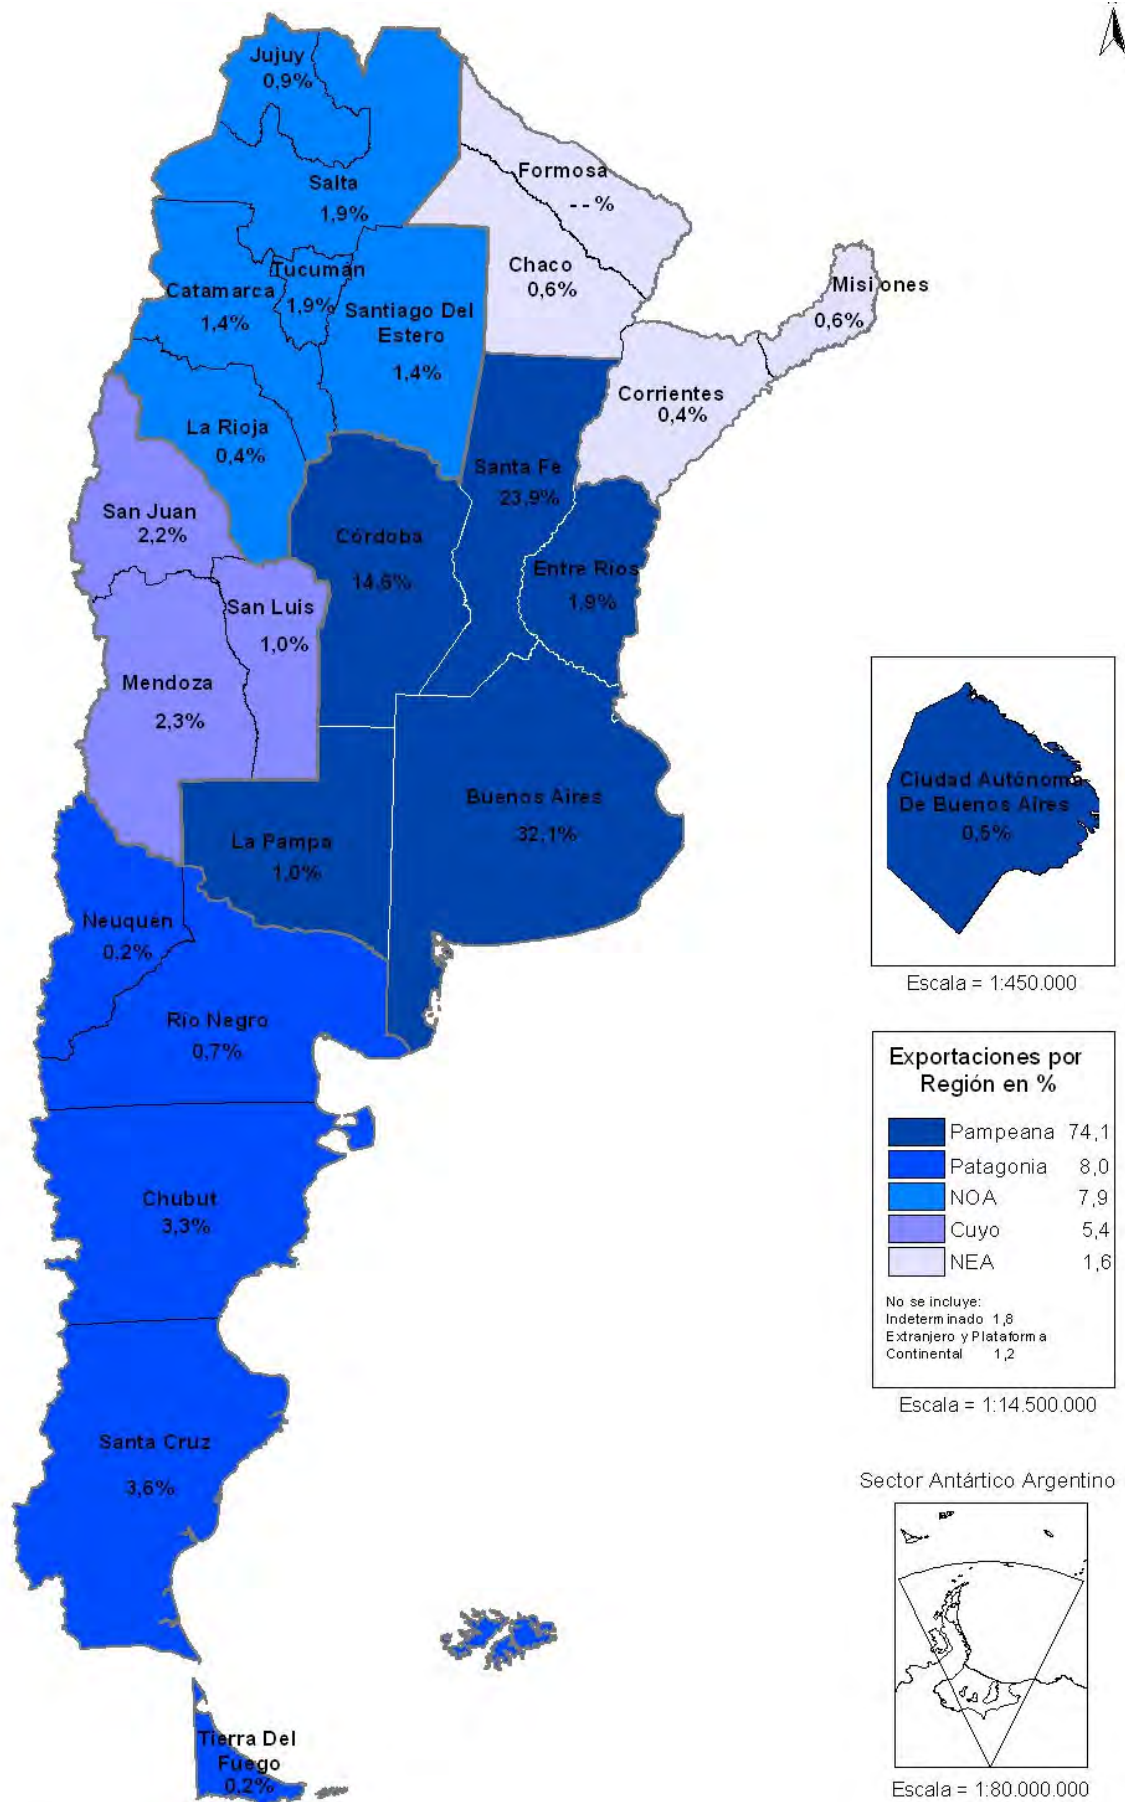 Jujuy
0,9%
Formosa
--%
Salta
1,9%
Chaco
0,6%
Tucumán
1,9%
Misiones
0,6%
Catamarca
1,4%
Santiago Del
Estero
1,4%
Corrientes
0,4%
La Rioja
0,4%
Santa Fe
23,9%
San Juan
2,2%
Córdoba
14,6%
Entre Ríos
1,9%
San Luis
1,0%
Mendoza
2,3%
Buenos Aires
32,1%
La Pampa
1,0%
Ciudad Autónoma
De Buenos Aires
0,5%
Escala = 1:450.000
Neuquén
0,2%
Río Negro
0,7%
Exportaciones por
Región en %
Pampeana 74,1
Patagonia 8,0
NOA 7,9
Cuyo 5,4
NEA 1,6
No se incluye:
Indeterminado 1,8
Extranjero y Plataforma
Continental 1,2
Escala = 1:14.500.000
Chubut
3,3%
Santa Cruz
3,6%
Sector Antártico Argentino
Escala = 1:80.000.000
Tierra Del
Fuego
0,2%